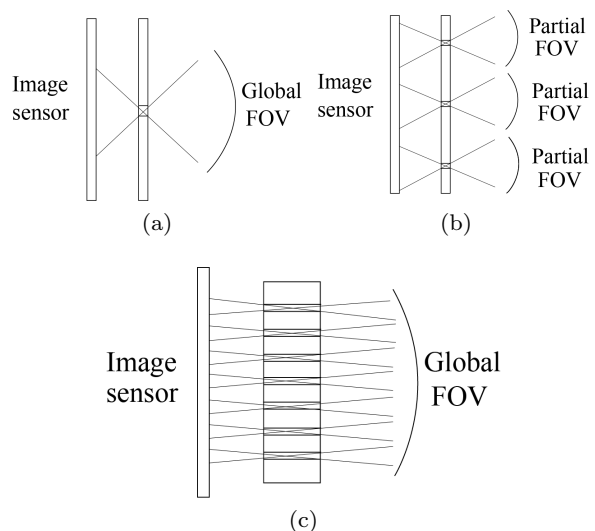 Image
sensor
Global
FOV
(a)
Image
sensor
Partial
FOV
Partial
FOV
Partial
FOV
(b)
Image
sensor
Global
FOV
(c)